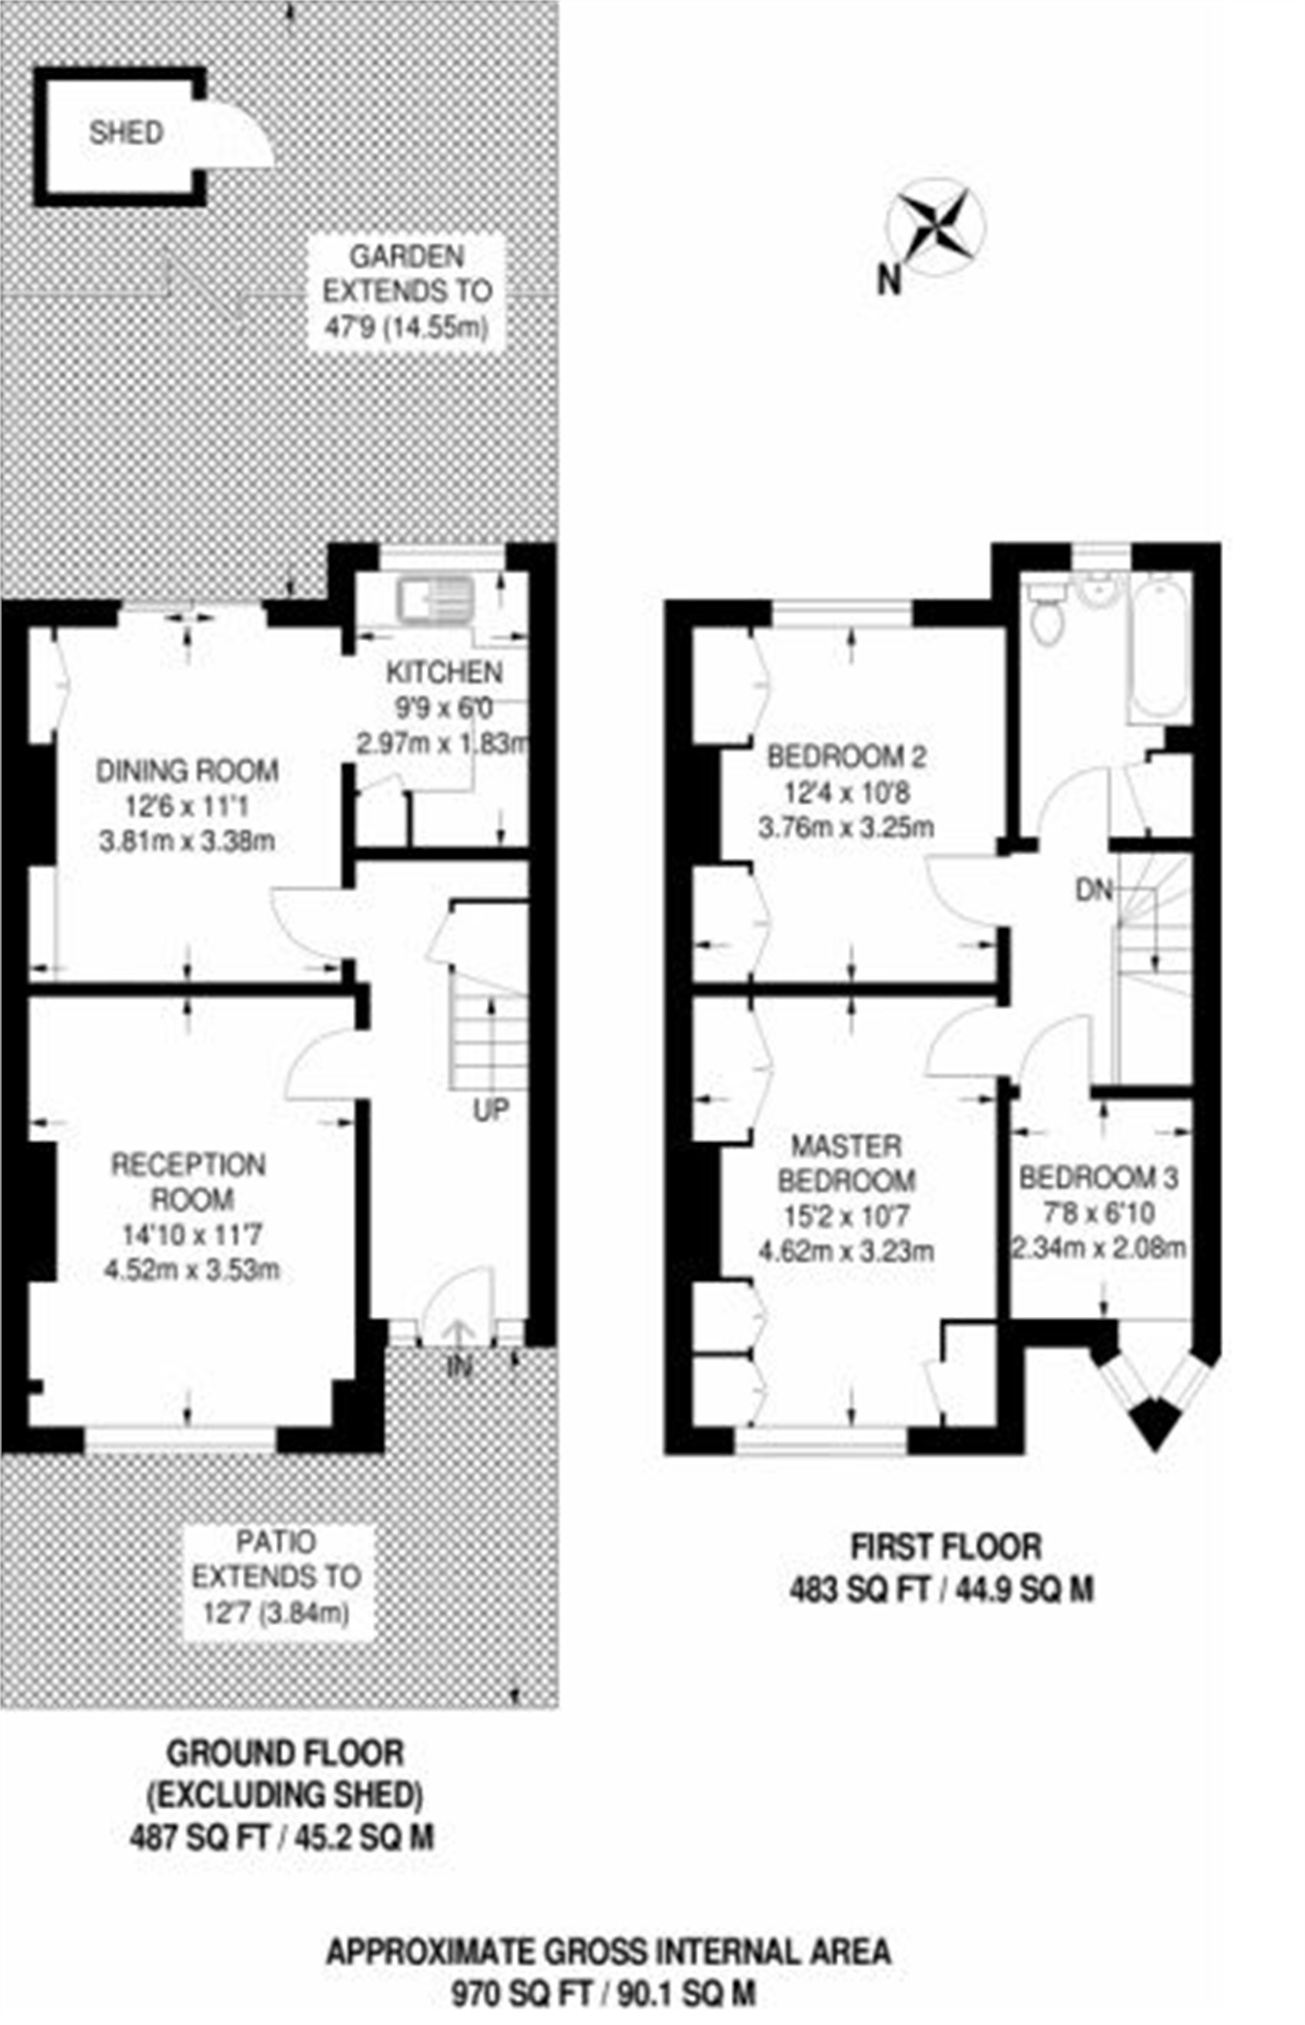 SHED
GARDEN
EXTENDS TO
47'9 (14.55m)
N
KITCHEN
9'9 x 6'0
2.97m x 1.83m
DINING ROOM
12'6 x 11'1
3.81m x 3.38m
UP
RECEPTION
ROOM
14'10 x 11'7
4.52m x 3.53m
IN
PATIO
EXTENDS TO
12'7 (3.84m)
GROUND FLOOR
(EXCLUDING SHED)
487 SQ FT / 45.2 SQ M
BEDROOM 2
12'4 x 10'8
3.76m x 3.25m
DN
MASTER
BEDROOM
15'2 x 10'7
4.62m x 3.23m
BEDROOM 3
7'8 x 6'10
2.34m x 2.08m
FIRST FLOOR
483 SQ FT / 44.9 SQ M
APPROXIMATE GROSS INTERNAL AREA
970 SQ FT / 90.1 SQ M